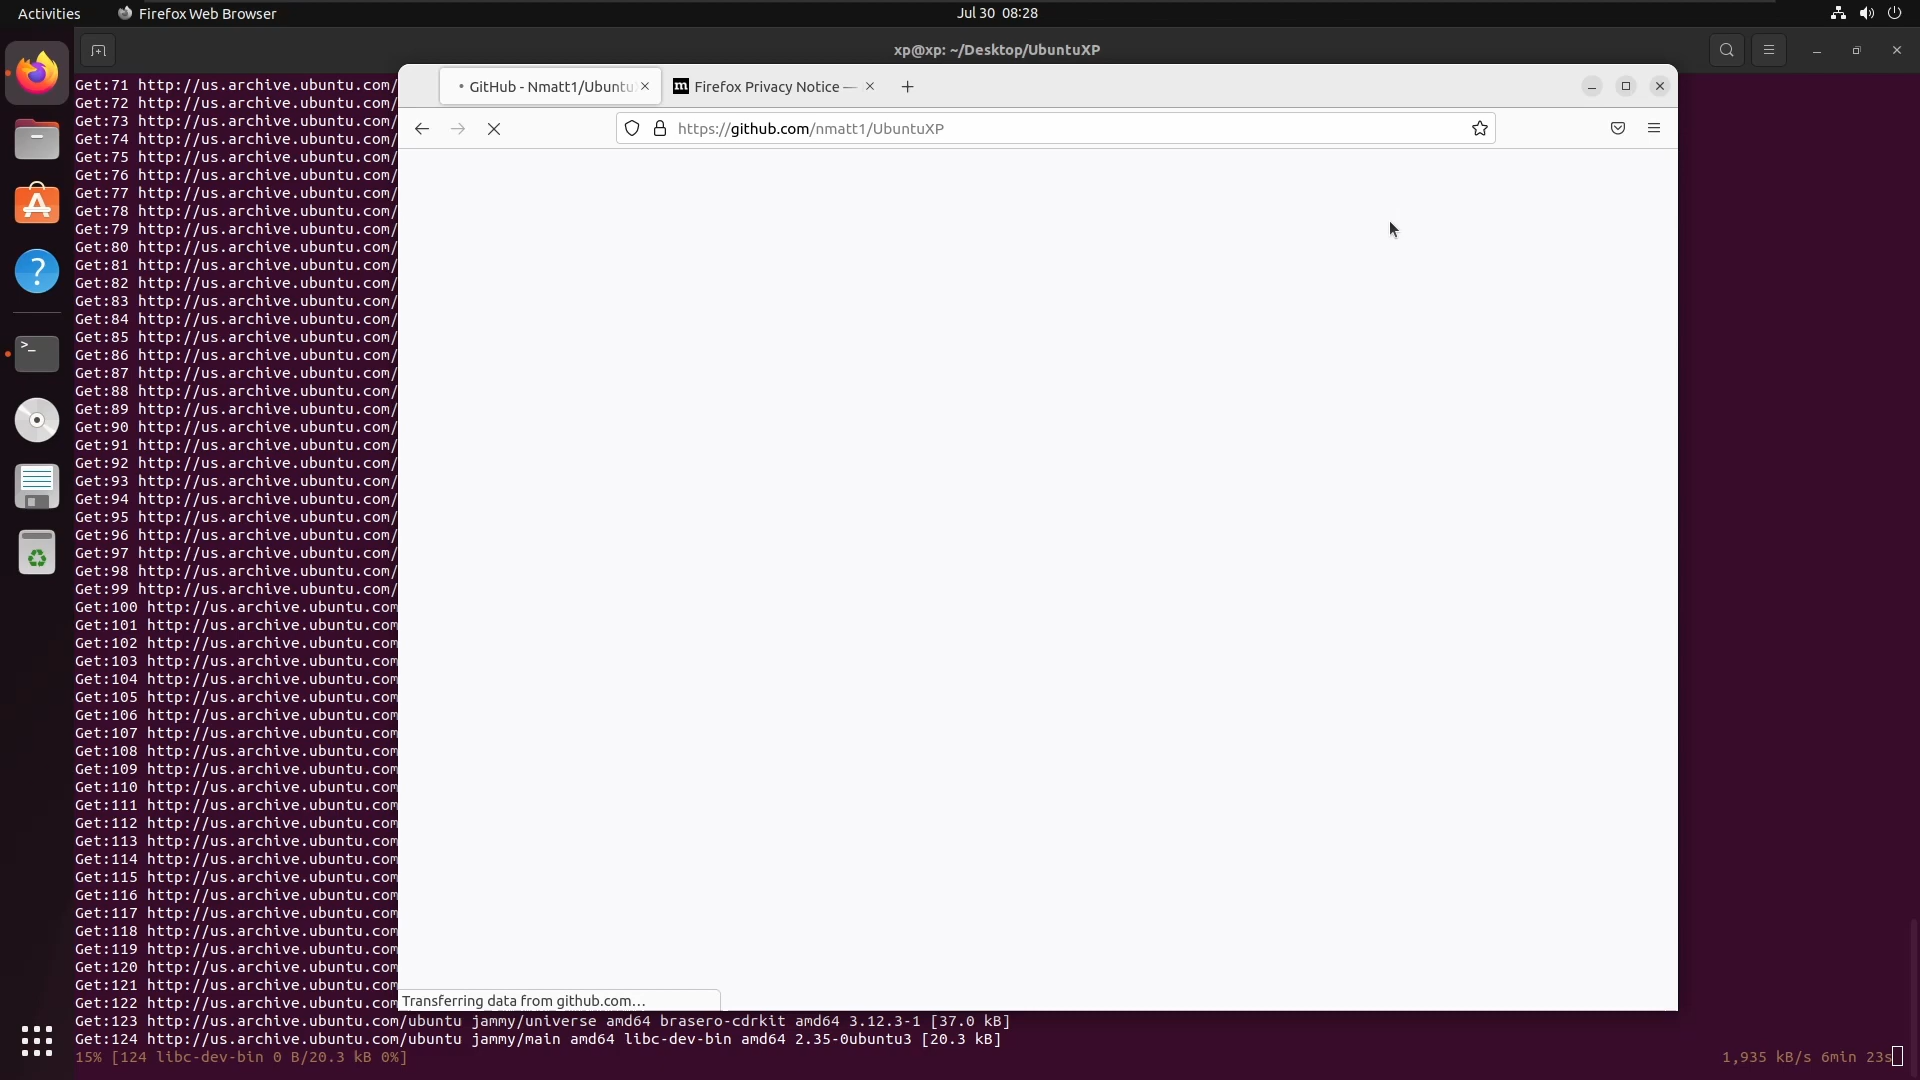 Activities
Firefox Web Browser
Jul 30 08:28
xp@xp: ~/Desktop/UbuntuXP
GitHub - Nmatt1/Ubuntu
Firefox Privacy Notice —
https://github.com/nmatt1/UbuntuXP
Get:71 http://us.archive.ubuntu.com/
Get:72 http://us.archive.ubuntu.com/
Get:73 http://us.archive.ubuntu.com/
Get:74 http://us.archive.ubuntu.com/
Get:75 http://us.archive.ubuntu.com/
Get:76 http://us.archive.ubuntu.com/
Get:77 http://us.archive.ubuntu.com/
Get:78 http://us.archive.ubuntu.com/
Get:79 http://us.archive.ubuntu.com/
Get:80 http://us.archive.ubuntu.com/
Get:81 http://us.archive.ubuntu.com/
Get:82 http://us.archive.ubuntu.com/
Get:83 http://us.archive.ubuntu.com/
Get:84 http://us.archive.ubuntu.com/
Get:85 http://us.archive.ubuntu.com/
Get:86 http://us.archive.ubuntu.com/
Get:87 http://us.archive.ubuntu.com/
Get:88 http://us.archive.ubuntu.com/
Get:89 http://us.archive.ubuntu.com/
Get:90 http://us.archive.ubuntu.com/
Get:91 http://us.archive.ubuntu.com/
Get:92 http://us.archive.ubuntu.com/
Get:93 http://us.archive.ubuntu.com/
Get:94 http://us.archive.ubuntu.com/
Get:95 http://us.archive.ubuntu.com/
Get:96 http://us.archive.ubuntu.com/
Get:97 http://us.archive.ubuntu.com/
Get:98 http://us.archive.ubuntu.com/
Get:99 http://us.archive.ubuntu.com/
Get:100 http://us.archive.ubuntu.com
Get:101 http://us.archive.ubuntu.com
Get:102 http://us.archive.ubuntu.com
Get:103 http://us.archive.ubuntu.com
Get:104 http://us.archive.ubuntu.com
Get:105 http://us.archive.ubuntu.com
Get:106 http://us.archive.ubuntu.com
Get:107 http://us.archive.ubuntu.com
Get:108 http://us.archive.ubuntu.com
Get:109 http://us.archive.ubuntu.com
Get:110 http://us.archive.ubuntu.com
Get:111 http://us.archive.ubuntu.com
Get:112 http://us.archive.ubuntu.com
Get:113 http://us.archive.ubuntu.com
Get:114 http://us.archive.ubuntu.com
Get:115 http://us.archive.ubuntu.com
Get:116 http://us.archive.ubuntu.com
Get:117 http://us.archive.ubuntu.com
Get:118 http://us.archive.ubuntu.com
Get:119 http://us.archive.ubuntu.com
Get:120 http://us.archive.ubuntu.com
Get:121 http://us.archive.ubuntu.com
Get:122 http://us.archive.ubuntu.com
Transferring data from github.com…
Get:123 http://us.archive.ubuntu.com/ubuntu jammy/universe amd64 brasero-cdrkit amd64 3.12.3-1 [37.0 kB]
Get:124 http://us.archive.ubuntu.com/ubuntu jammy/main amd64 libc-dev-bin amd64 2.35-0ubuntu3 [20.3 kB]
15% [124 libc-dev-bin 0 B/20.3 kB 0%]
1,935 kB/s 6min 23s